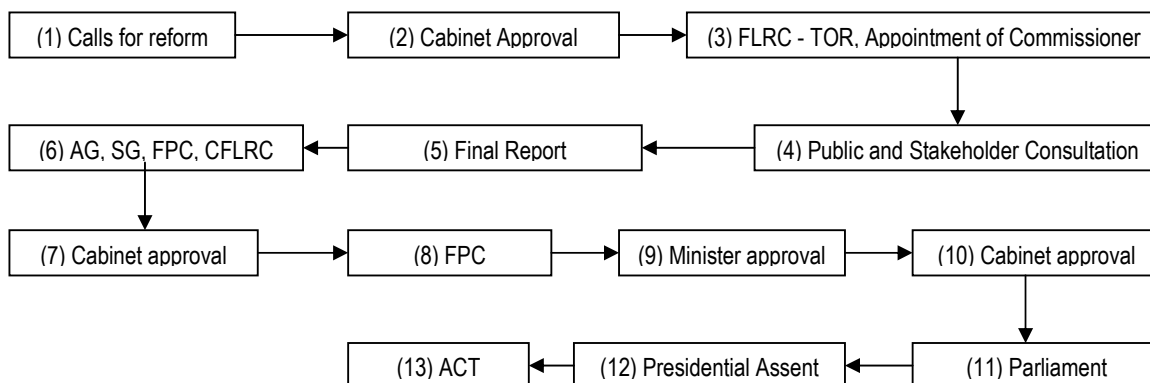 (1) Calls for reform
(2) Cabinet Approval
(3) FLRC - TOR, Appointment of Commissioner
(4) Public and Stakeholder Consultation
(5) Final Report
(6) AG, SG, FPC, CFLRC
(7) Cabinet approval
(8) FPC
(9) Minister approval
(10) Cabinet approval
(11) Parliament
(12) Presidential Assent
(13) ACT